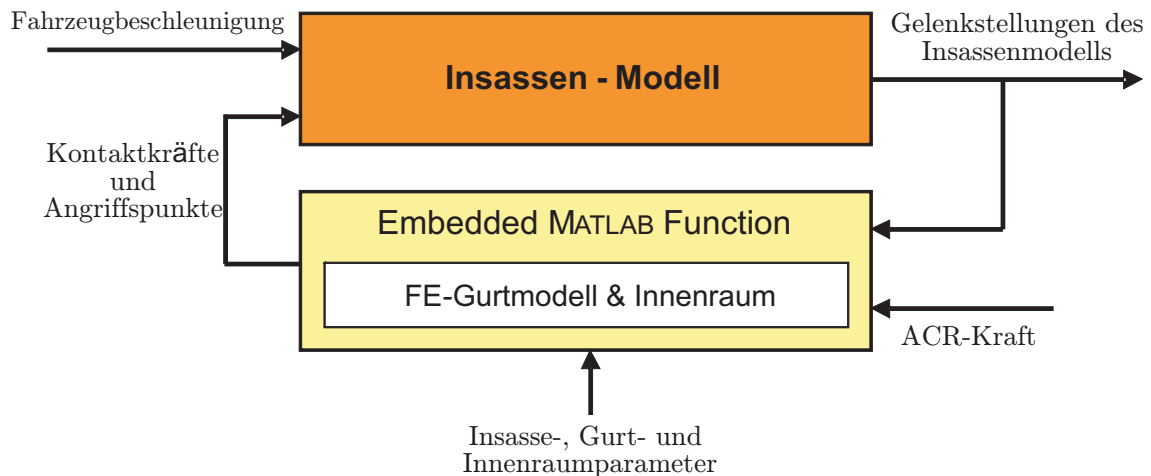 Fahrzeugbeschleunigung
Gelenkstellungen des
Insassenmodells
Insassen - Modell
Kontaktkräfte
und
Angriffspunkte
Embedded MATLAB Function
FE-Gurtmodell & Innenraum
ACR-Kraft
Insasse-, Gurt- und
Innenraumparameter